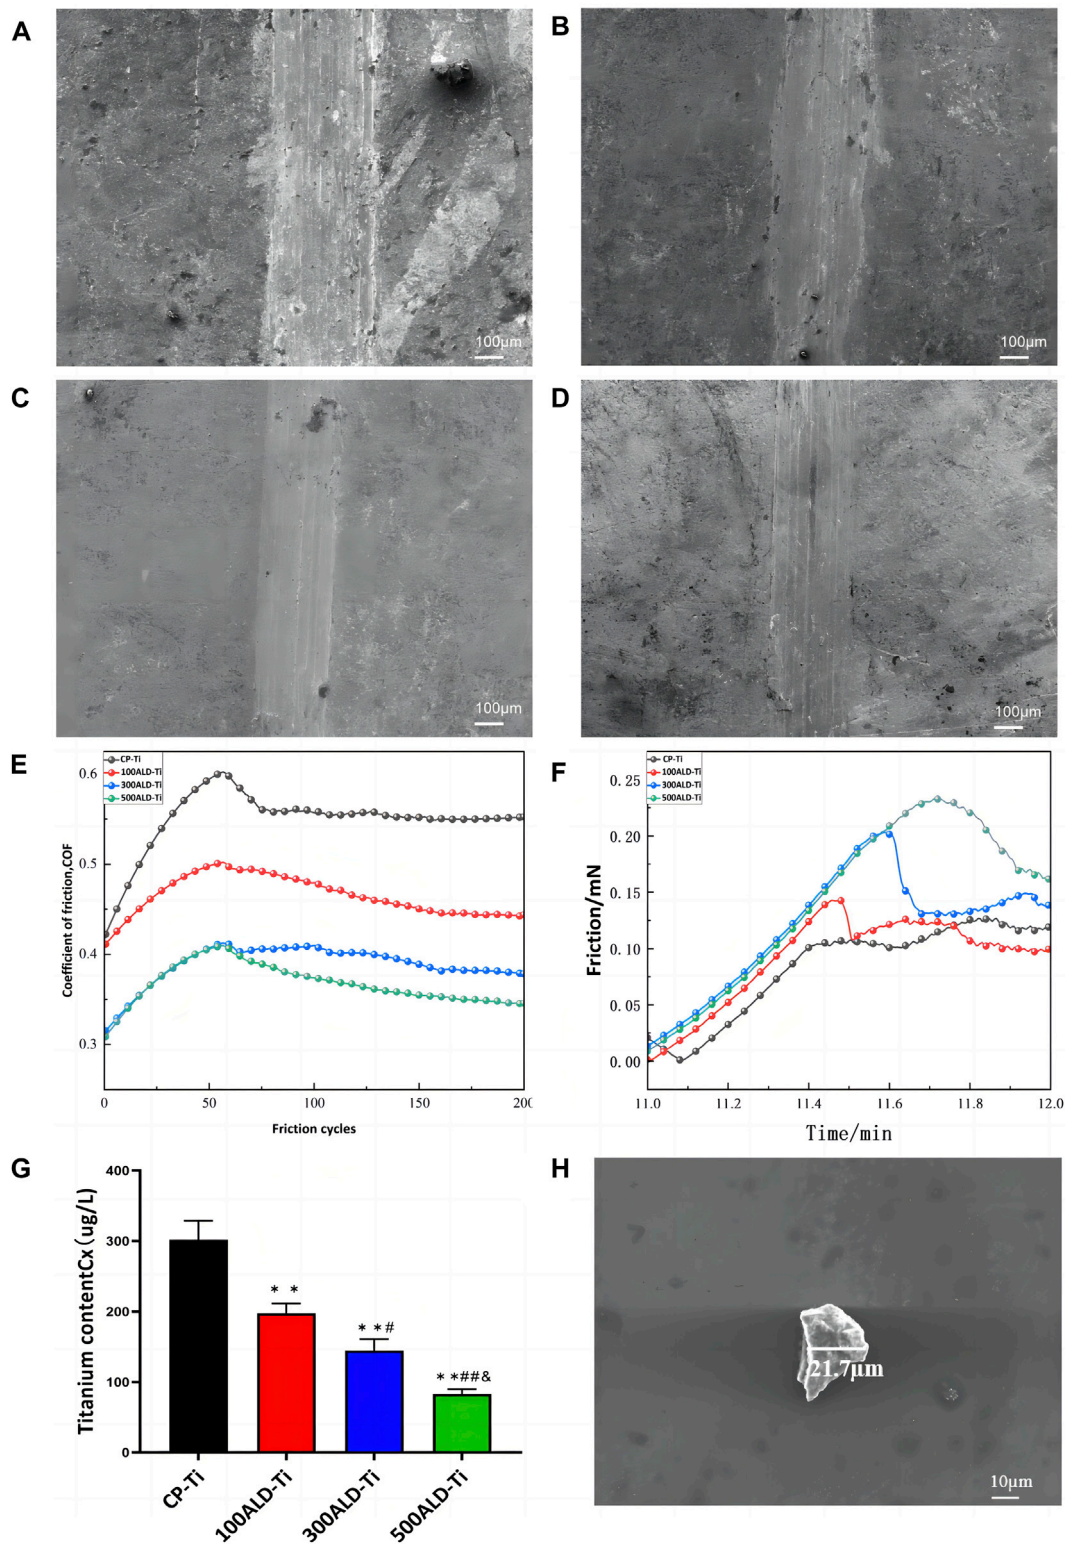 A
100μm
B
100μm
C
100μm
D
100μm
E
CP-Ti
100ALD-Ti
300ALD-Ti
500ALD-Ti
0.6
0.5
0.4
0.3
Coefficient of friction,COF
0
50
100
150
200
Friction cycles
F
CP-Ti
100ALD-Ti
300ALD-Ti
500ALD-Ti
0.25
0.20
0.15
0.10
0.05
0.00
Friction/mN
11.0
11.2
11.4
11.6
11.8
12.0
Time/min
G
400
300
200
100
0
Titanium contentCx(ug/L)
* *
* *#
* *##&
CP-Ti
100ALD-Ti
300ALD-Ti
500ALD-Ti
H
21.7μm
10μm